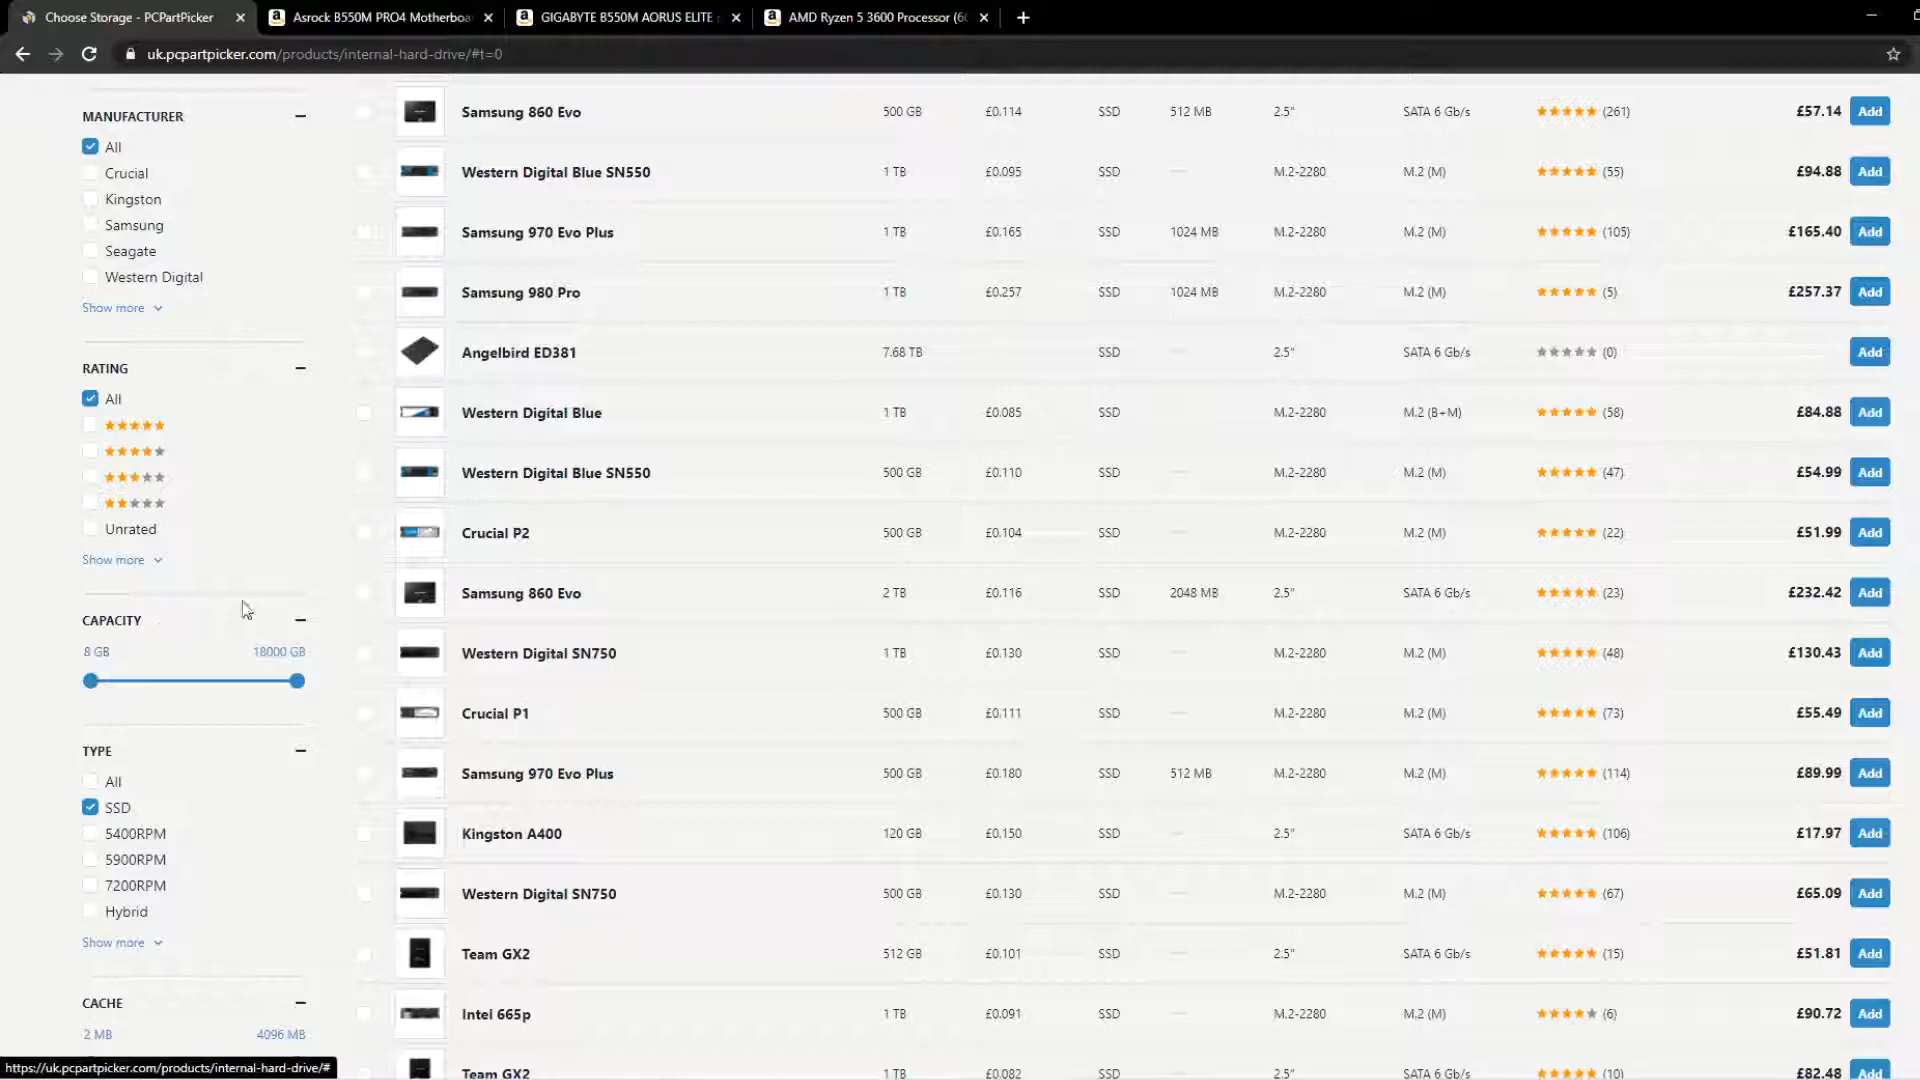 Choose Storage - PCPartPicker
Asrock B550M PRO4 Motherboa
GIGABYTE B550M AORUS ELITE
AMD Ryzen 5 3600 Processor (6
uk.pcpartpicker.com/products/internal-hard-drive/#t=0
MANUFACTURER
All
Crucial
Kingston
Samsung
Seagate
Western Digital
Show more
RATING
All
Unrated
Show more
CAPACITY
8 GB 18000 GB
TYPE
All
SSD
5400RPM
5900RPM
7200RPM
Hybrid
Show more
CACHE
2 MB 4096 MB
Samsung 860 Evo 500 GB £0.114 SSD 512 MB 2.5" SATA 6 Gb/s (261) £57.14 Add
Western Digital Blue SN550 1 TB £0.095 SSD M.2-2280 M.2 (M) (55) £94.88 Add
Samsung 970 Evo Plus 1 TB £0.165 SSD 1024 MB M.2-2280 M.2 (M) (105) £165.40 Add
Samsung 980 Pro 1 TB £0.257 SSD 1024 MB M.2-2280 M.2 (M) (5) £257.37 Add
Angelbird ED381 7.68 TB SSD 2.5" SATA 6 Gb/s (0) Add
Western Digital Blue 1 TB £0.085 SSD M.2-2280 M.2 (B+M) (58) £84.88 Add
Western Digital Blue SN550 500 GB £0.110 SSD M.2-2280 M.2 (M) (47) £54.99 Add
Crucial P2 500 GB £0.104 SSD M.2-2280 M.2 (M) (22) £51.99 Add
Samsung 860 Evo 2 TB £0.116 SSD 2048 MB 2.5" SATA 6 Gb/s (23) £232.42 Add
Western Digital SN750 1 TB £0.130 SSD M.2-2280 M.2 (M) (48) £130.43 Add
Crucial P1 500 GB £0.111 SSD M.2-2280 M.2 (M) (73) £55.49 Add
Samsung 970 Evo Plus 500 GB £0.180 SSD 512 MB M.2-2280 M.2 (M) (114) £89.99 Add
Kingston A400 120 GB £0.150 SSD 2.5" SATA 6 Gb/s (106) £17.97 Add
Western Digital SN750 500 GB £0.130 SSD M.2-2280 M.2 (M) (67) £65.09 Add
Team GX2 512 GB £0.101 SSD 2.5" SATA 6 Gb/s (15) £51.81 Add
Intel 665p 1 TB £0.091 SSD M.2-2280 M.2 (M) (6) £90.72 Add
Team GX2 1 TB £0.082 SSD 2.5" SATA 6 Gb/s (10) £82.48 Add
https://uk.pcpartpicker.com/products/internal-hard-drive/#